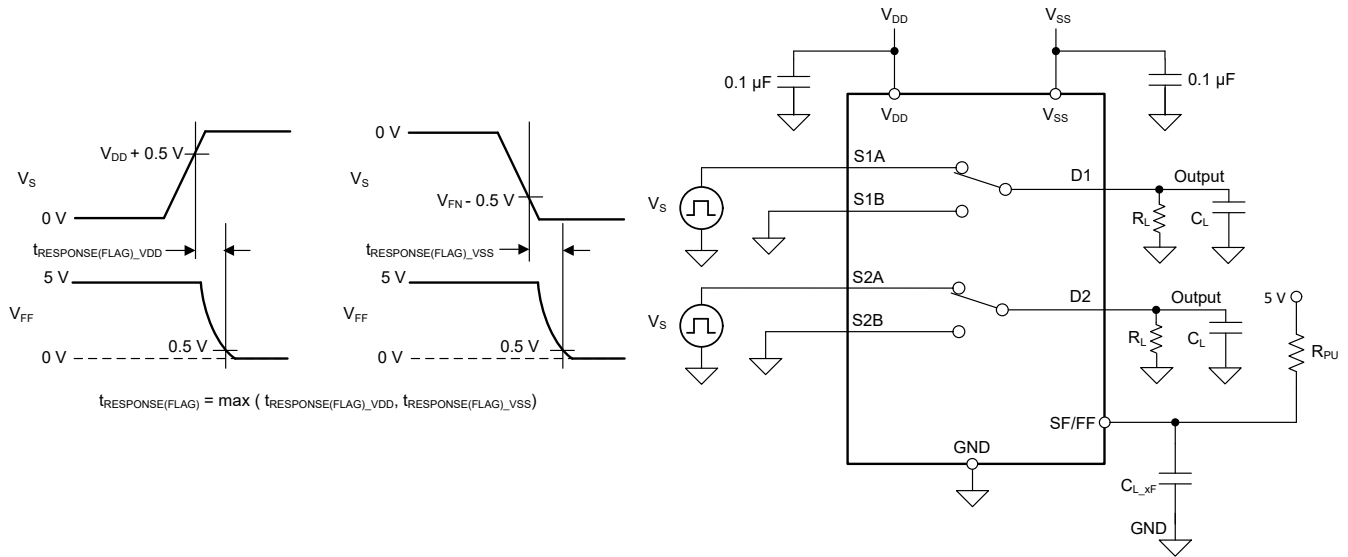 V_S
0 V
V_DD + 0.5 V
t_RESPONSE(FLAG)_VDD
5 V
V_FF
0.5 V
0 V
0 V
V_S
V_FN - 0.5 V
t_RESPONSE(FLAG)_VSS
5 V
V_FF
0.5 V
0 V
t_RESPONSE(FLAG) = max ( t_RESPONSE(FLAG)_VDD, t_RESPONSE(FLAG)_VSS)
V_DD
V_SS
0.1 µF
0.1 µF
V_DD
V_SS
S1A
D1
Output
V_S
S1B
R_L
C_L
S2A
D2
Output
5 V
V_S
S2B
R_L
C_L
R_PU
SF/FF
GND
C_L_xF
GND